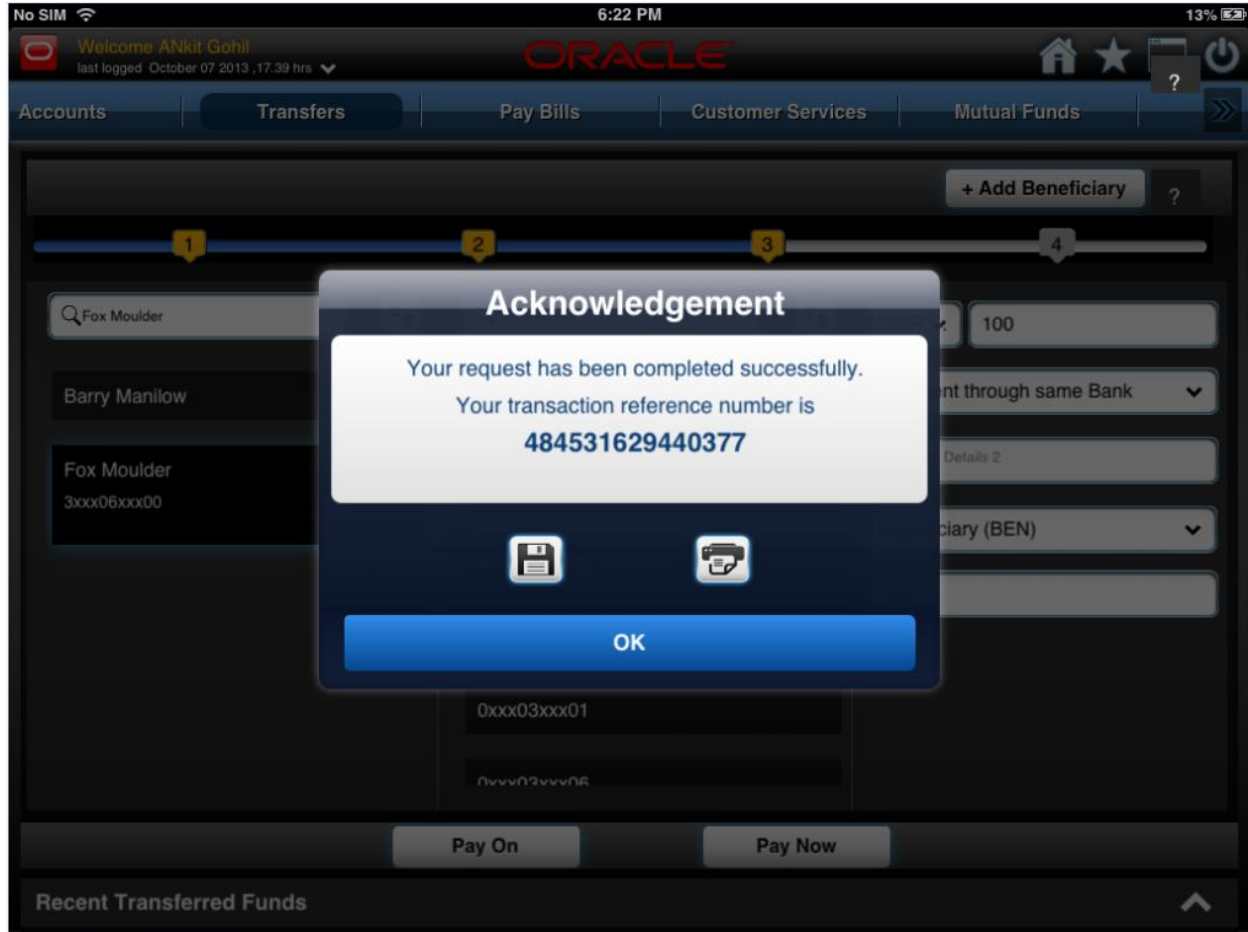 No SIM 6:22 PM 13%
Welcome ANkit Gohil
last logged October 07 2013 ,17.39 hrs
ORACLE
?
Accounts Transfers Pay Bills Customer Services Mutual Funds
+ Add Beneficiary ?
1 2 3 4
Fox Moulder
100
Barry Manilow
through same Bank
Fox Moulder
3xxx06xxx00
Details 2
(BEN)
Acknowledgement
Your request has been completed successfully.
Your transaction reference number is
484531629440377
OK
0xxx03xxx01
0xxx03xxx06
Pay On Pay Now
Recent Transferred Funds